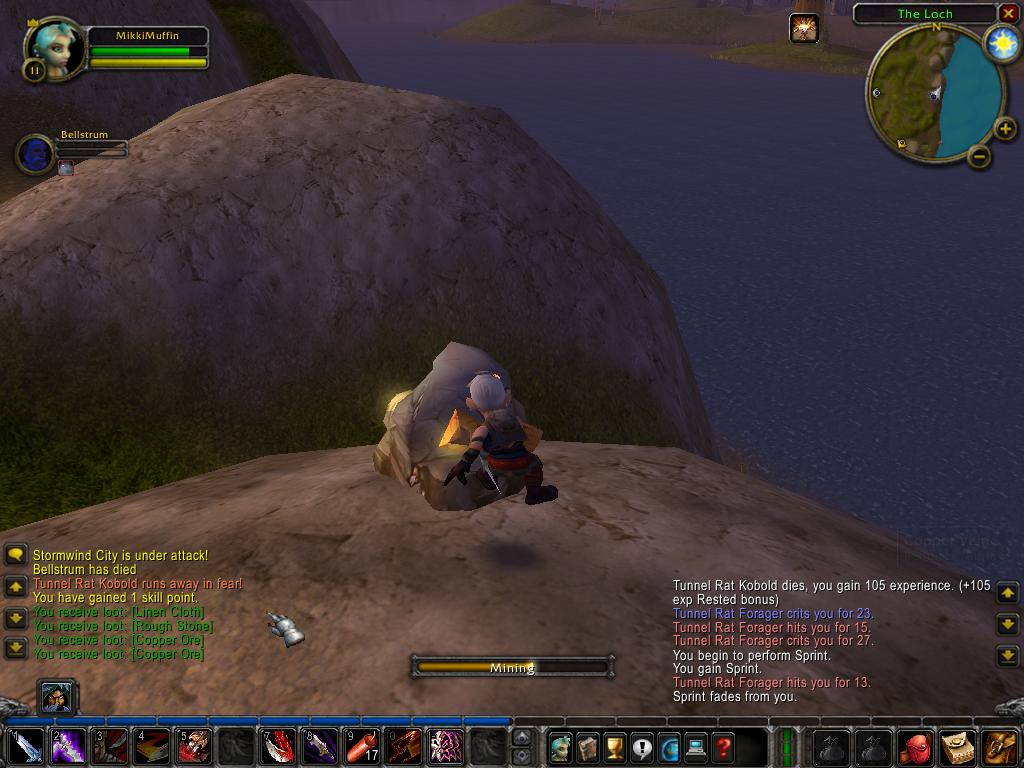 MikkiMuffin
11
Bellstrum
The Loch
N
Copper Vein
Stormwind City is under attack!
Bellstrum has died
Tunnel Rat Kobold runs away in fear!
You have gained 1 skill point.
You receive loot: [Linen Cloth]
You receive loot: [Rough Stone]
You receive loot: [Copper Ore]
You receive loot: [Copper Ore]
Tunnel Rat Kobold dies, you gain 105 experience. (+105
exp Rested bonus)
Tunnel Rat Forager crits you for 23.
Tunnel Rat Forager hits you for 15.
Tunnel Rat Forager crits you for 27.
You begin to perform Sprint.
You gain Sprint.
Tunnel Rat Forager hits you for 13.
Sprint fades from you.
Mining
1 2 3 4 5 7 8 9 17